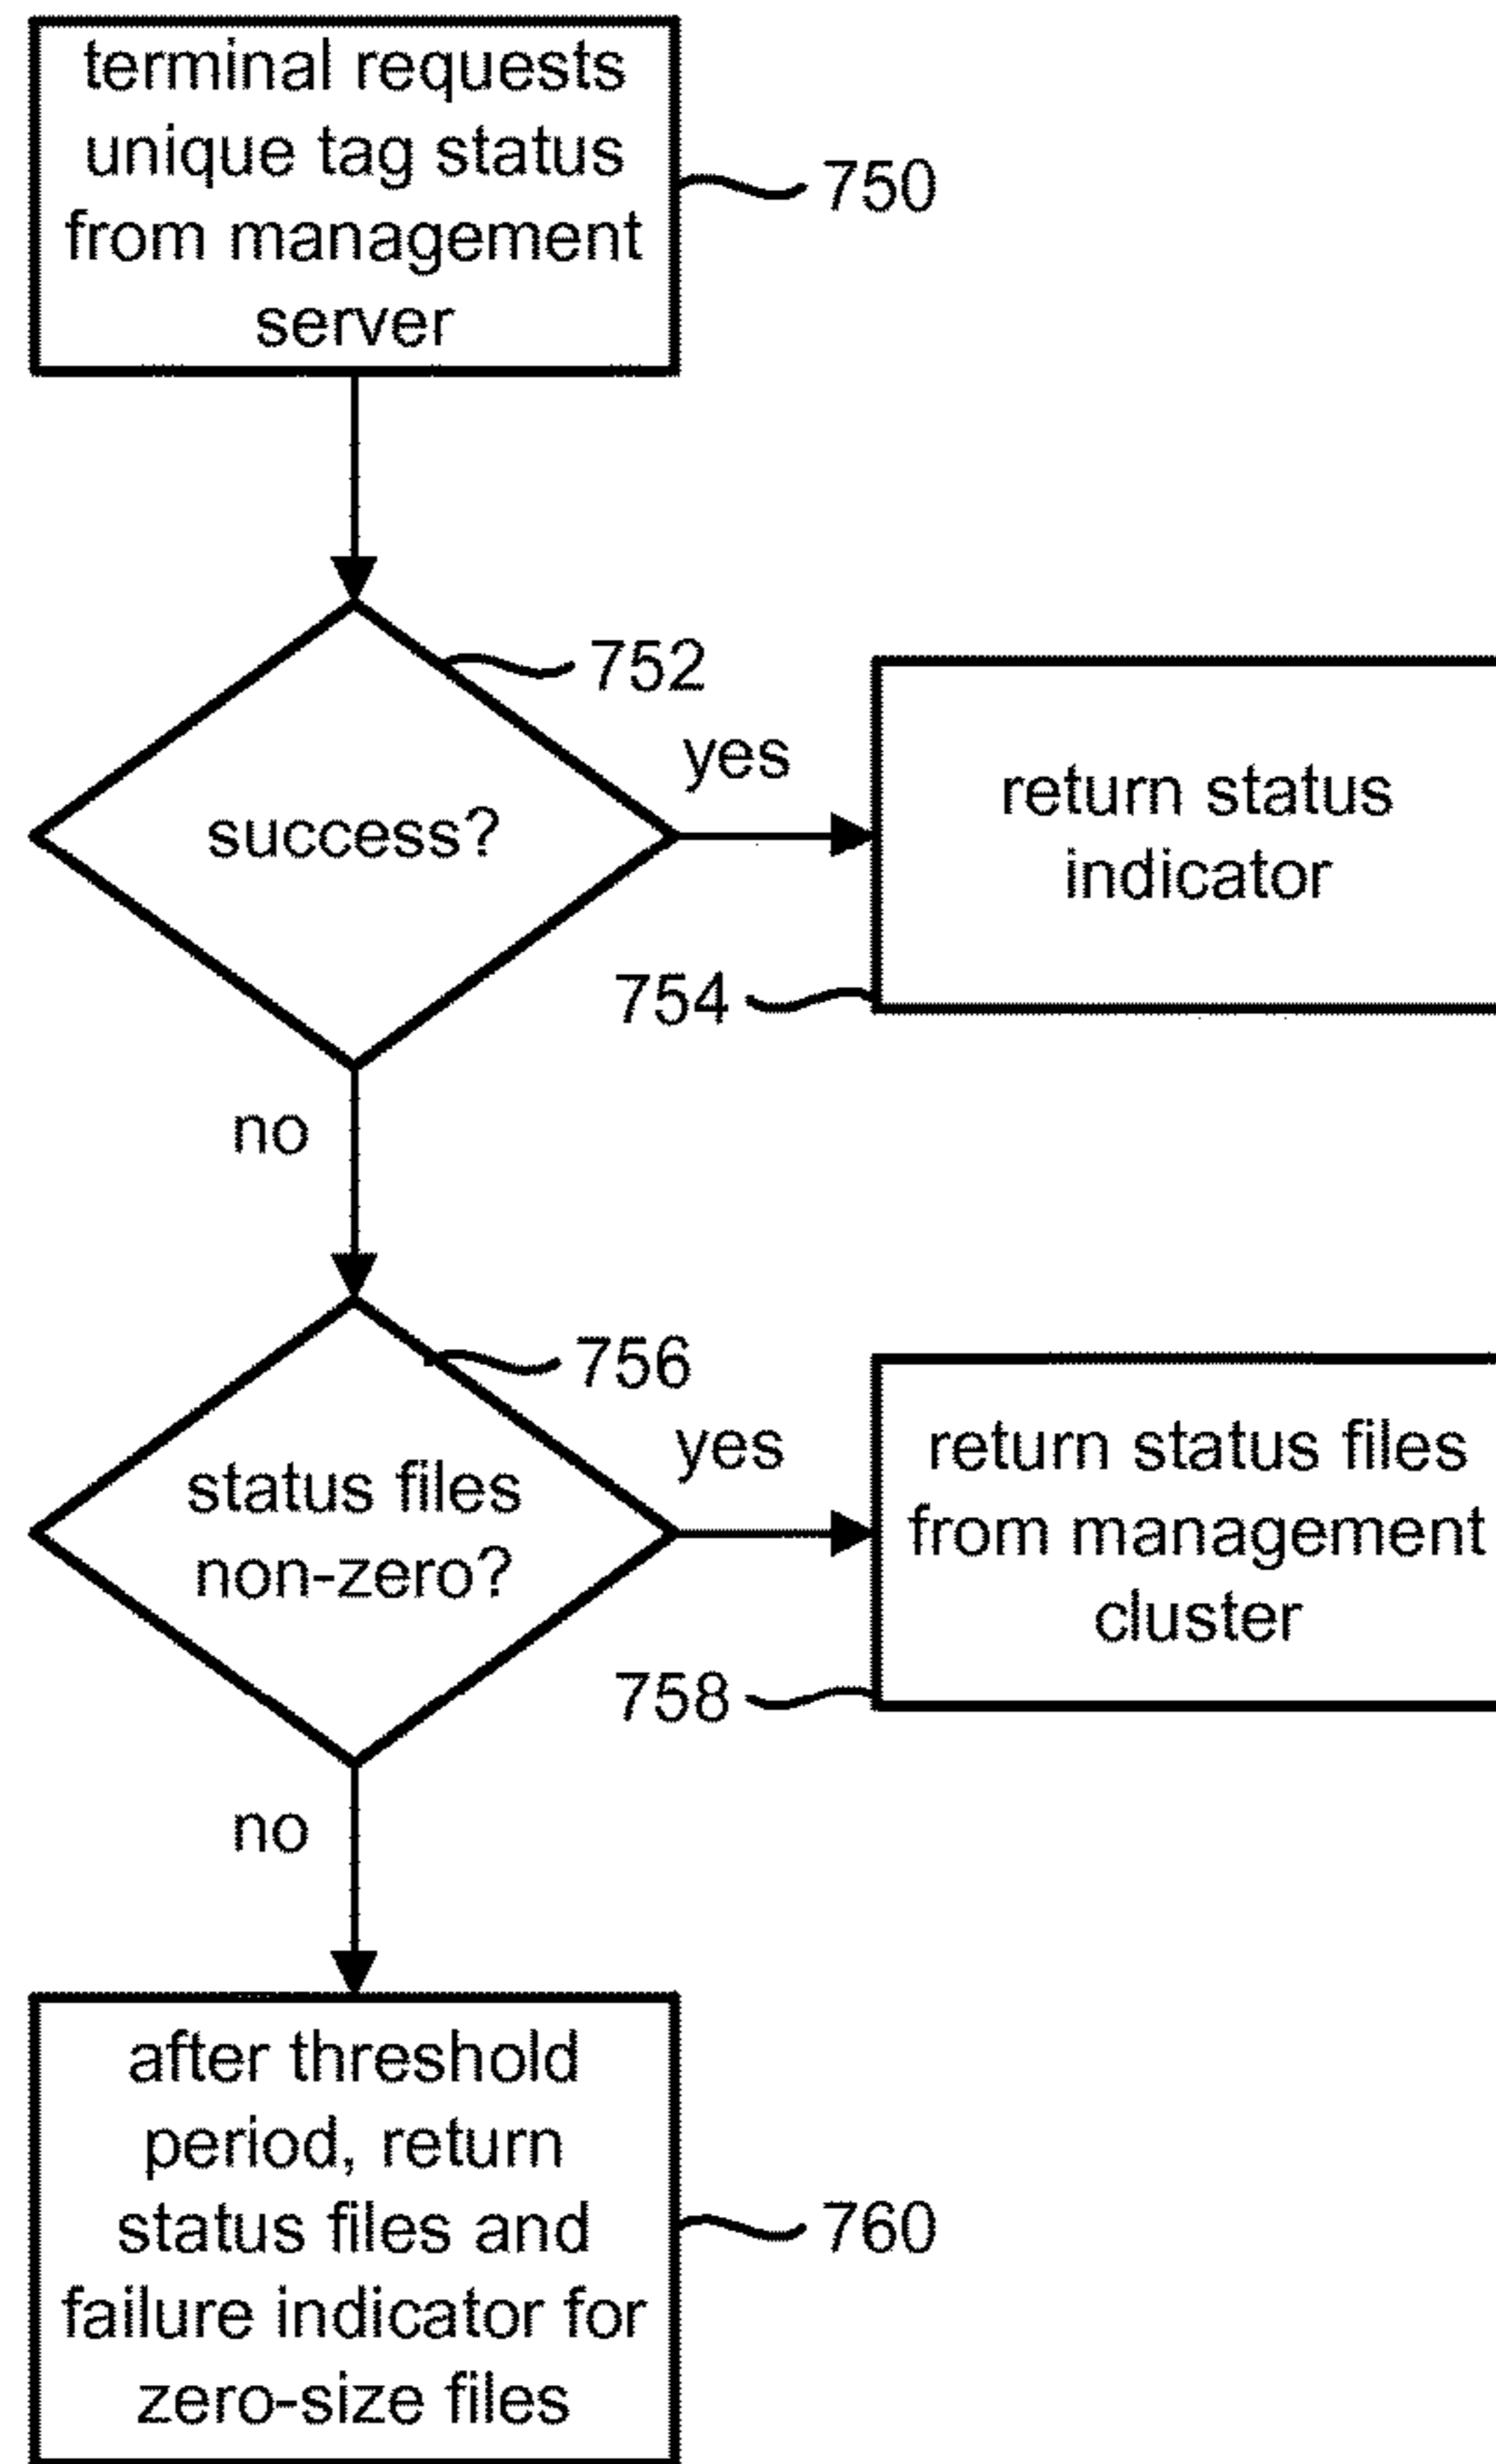 terminal requests
unique tag status
from management
server
750
752
success?
yes
return status
indicator
754
no
756
status files
non-zero?
yes
return status files
from management
cluster
758
no
after threshold
period, return
status files and
failure indicator for
zero-size files
760